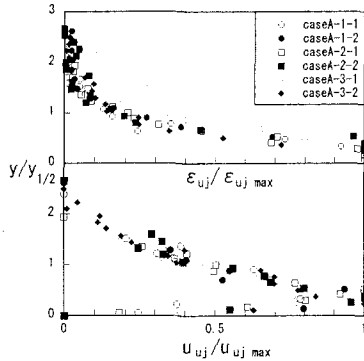 3
2
1
0
caseA-1-1
caseA-1-2
caseA-2-1
caseA-2-2
caseA-3-1
caseA-3-2
y/y1/2
εuj/εuj max
2
1
0
0
0.5
1
uuj/uuj max